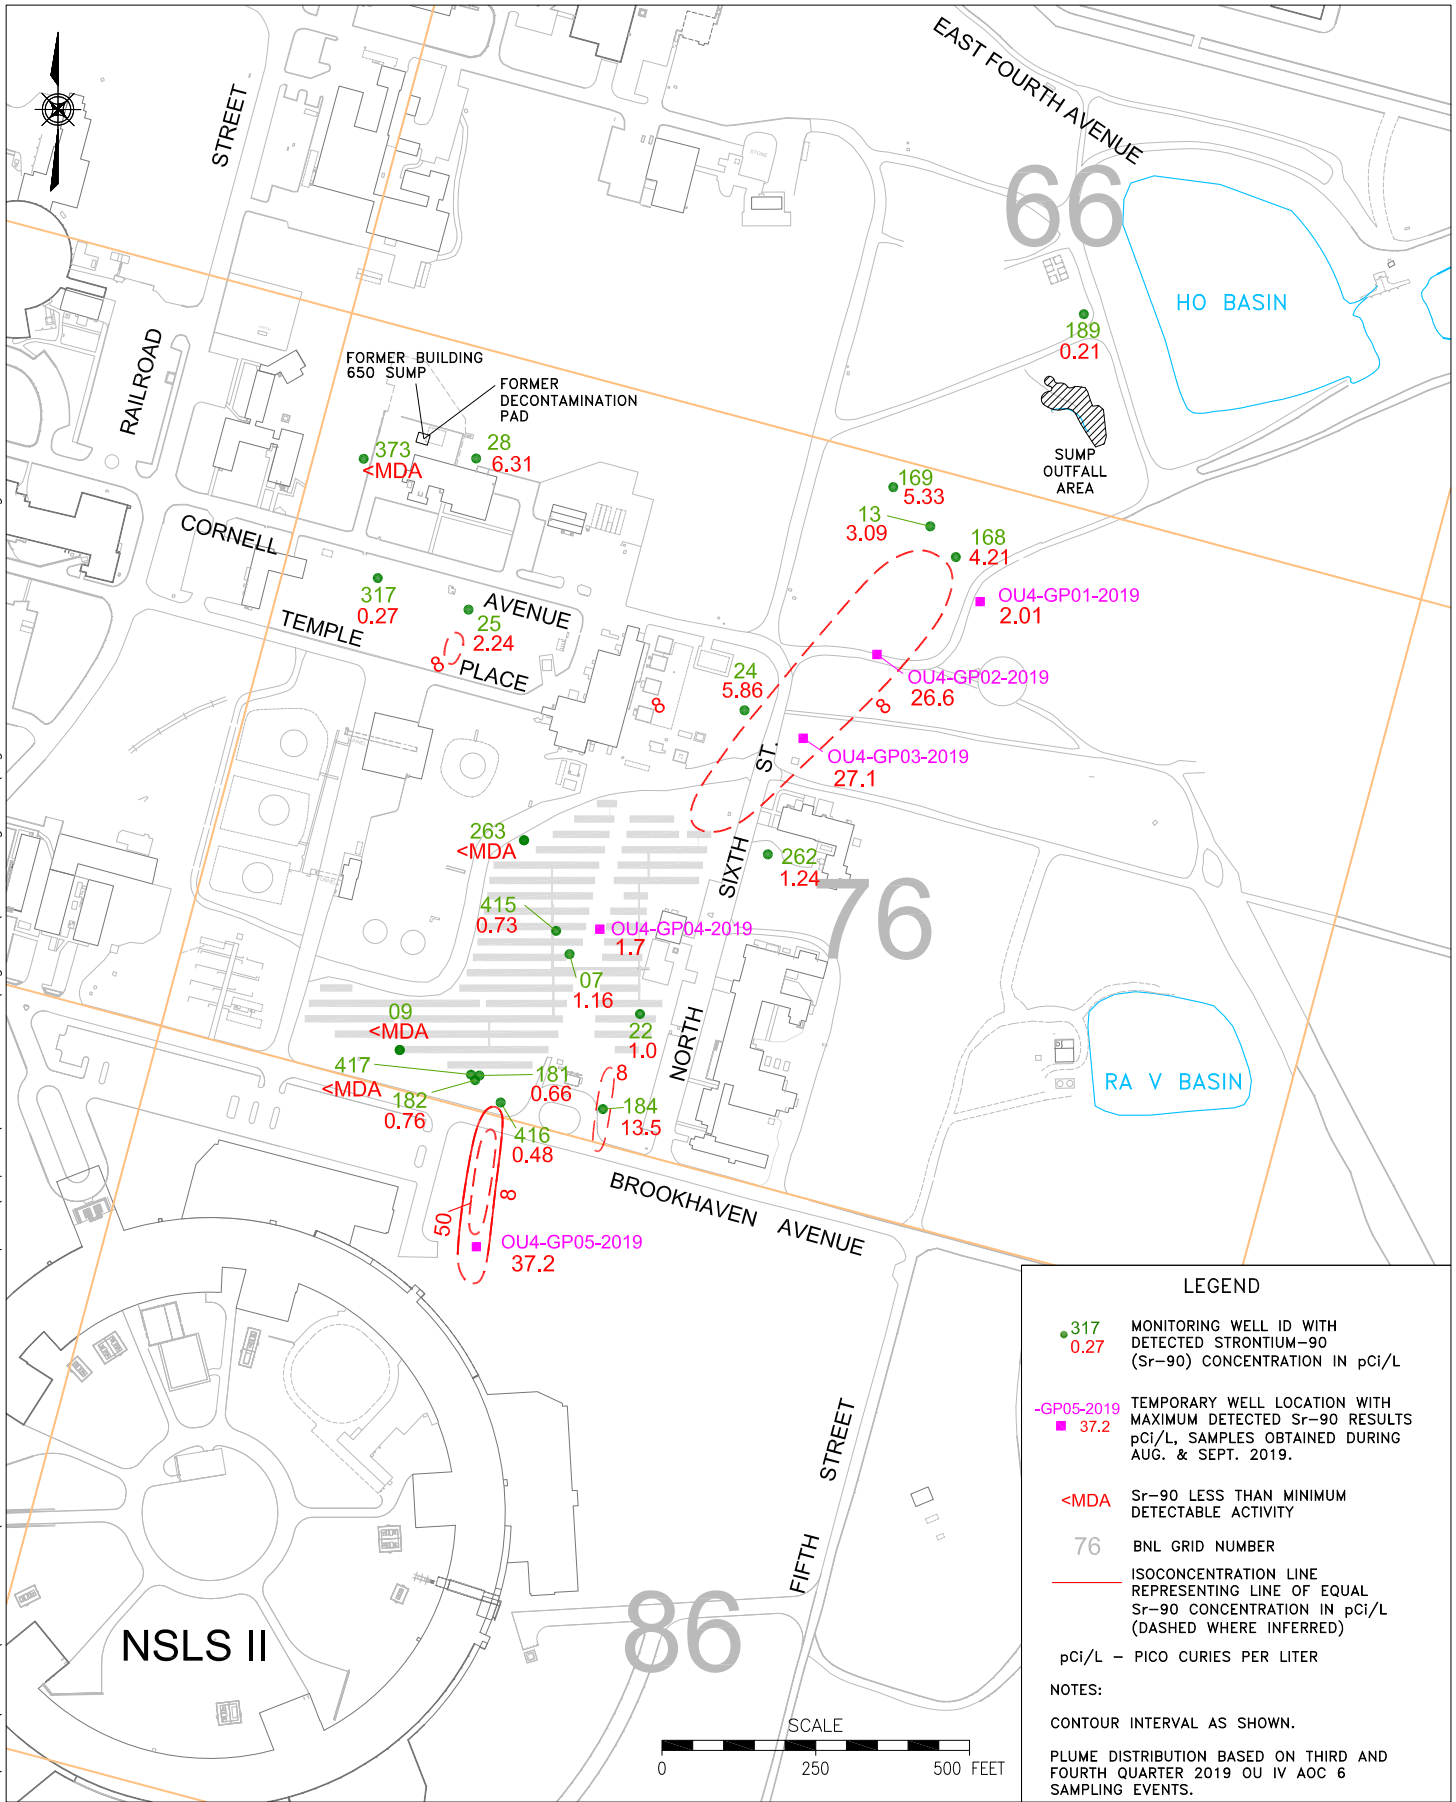 EAST FOURTH AVENUE
STREET
66
STONE
HO BASIN
189
0.21
RAILROAD
FORMER BUILDING
650 SUMP
FORMER
DECONTAMINATION
PAD
373
<MDA
28
6.31
SUMP
OUTFALL
AREA
169
5.33
13
3.09
168
4.21
CORNELL
AVENUE
317
0.27
25
2.24
TEMPLE
PLACE
8
OU4-GP01-2019
2.01
24
5.86
8
OU4-GP02-2019
26.6
8
ST.
OU4-GP03-2019
27.1
263
<MDA
262
1.24
SIXTH
76
415
0.73
OU4-GP04-2019
1.7
07
1.16
09
<MDA
22
1.0
NORTH
RA V BASIN
417
<MDA
181
0.66
8
182
0.76
184
13.5
416
0.48
BROOKHAVEN AVENUE
50
8
OU4-GP05-2019
37.2
STREET
FIFTH
NSLS II
86
SCALE
0 250 500 FEET
LEGEND
317
0.27
MONITORING WELL ID WITH
DETECTED STRONTIUM-90
(Sr-90) CONCENTRATION IN pCi/L
-GP05-2019
37.2
TEMPORARY WELL LOCATION WITH
MAXIMUM DETECTED Sr-90 RESULTS
pCi/L, SAMPLES OBTAINED DURING
AUG. & SEPT. 2019.
<MDA
Sr-90 LESS THAN MINIMUM
DETECTABLE ACTIVITY
76
BNL GRID NUMBER
ISOCONCENTRATION LINE
REPRESENTING LINE OF EQUAL
Sr-90 CONCENTRATION IN pCi/L
(DASHED WHERE INFERRED)
pCi/L - PICO CURIES PER LITER
NOTES:
CONTOUR INTERVAL AS SHOWN.
PLUME DISTRIBUTION BASED ON THIRD AND
FOURTH QUARTER 2019 OU IV AOC 6
SAMPLING EVENTS.